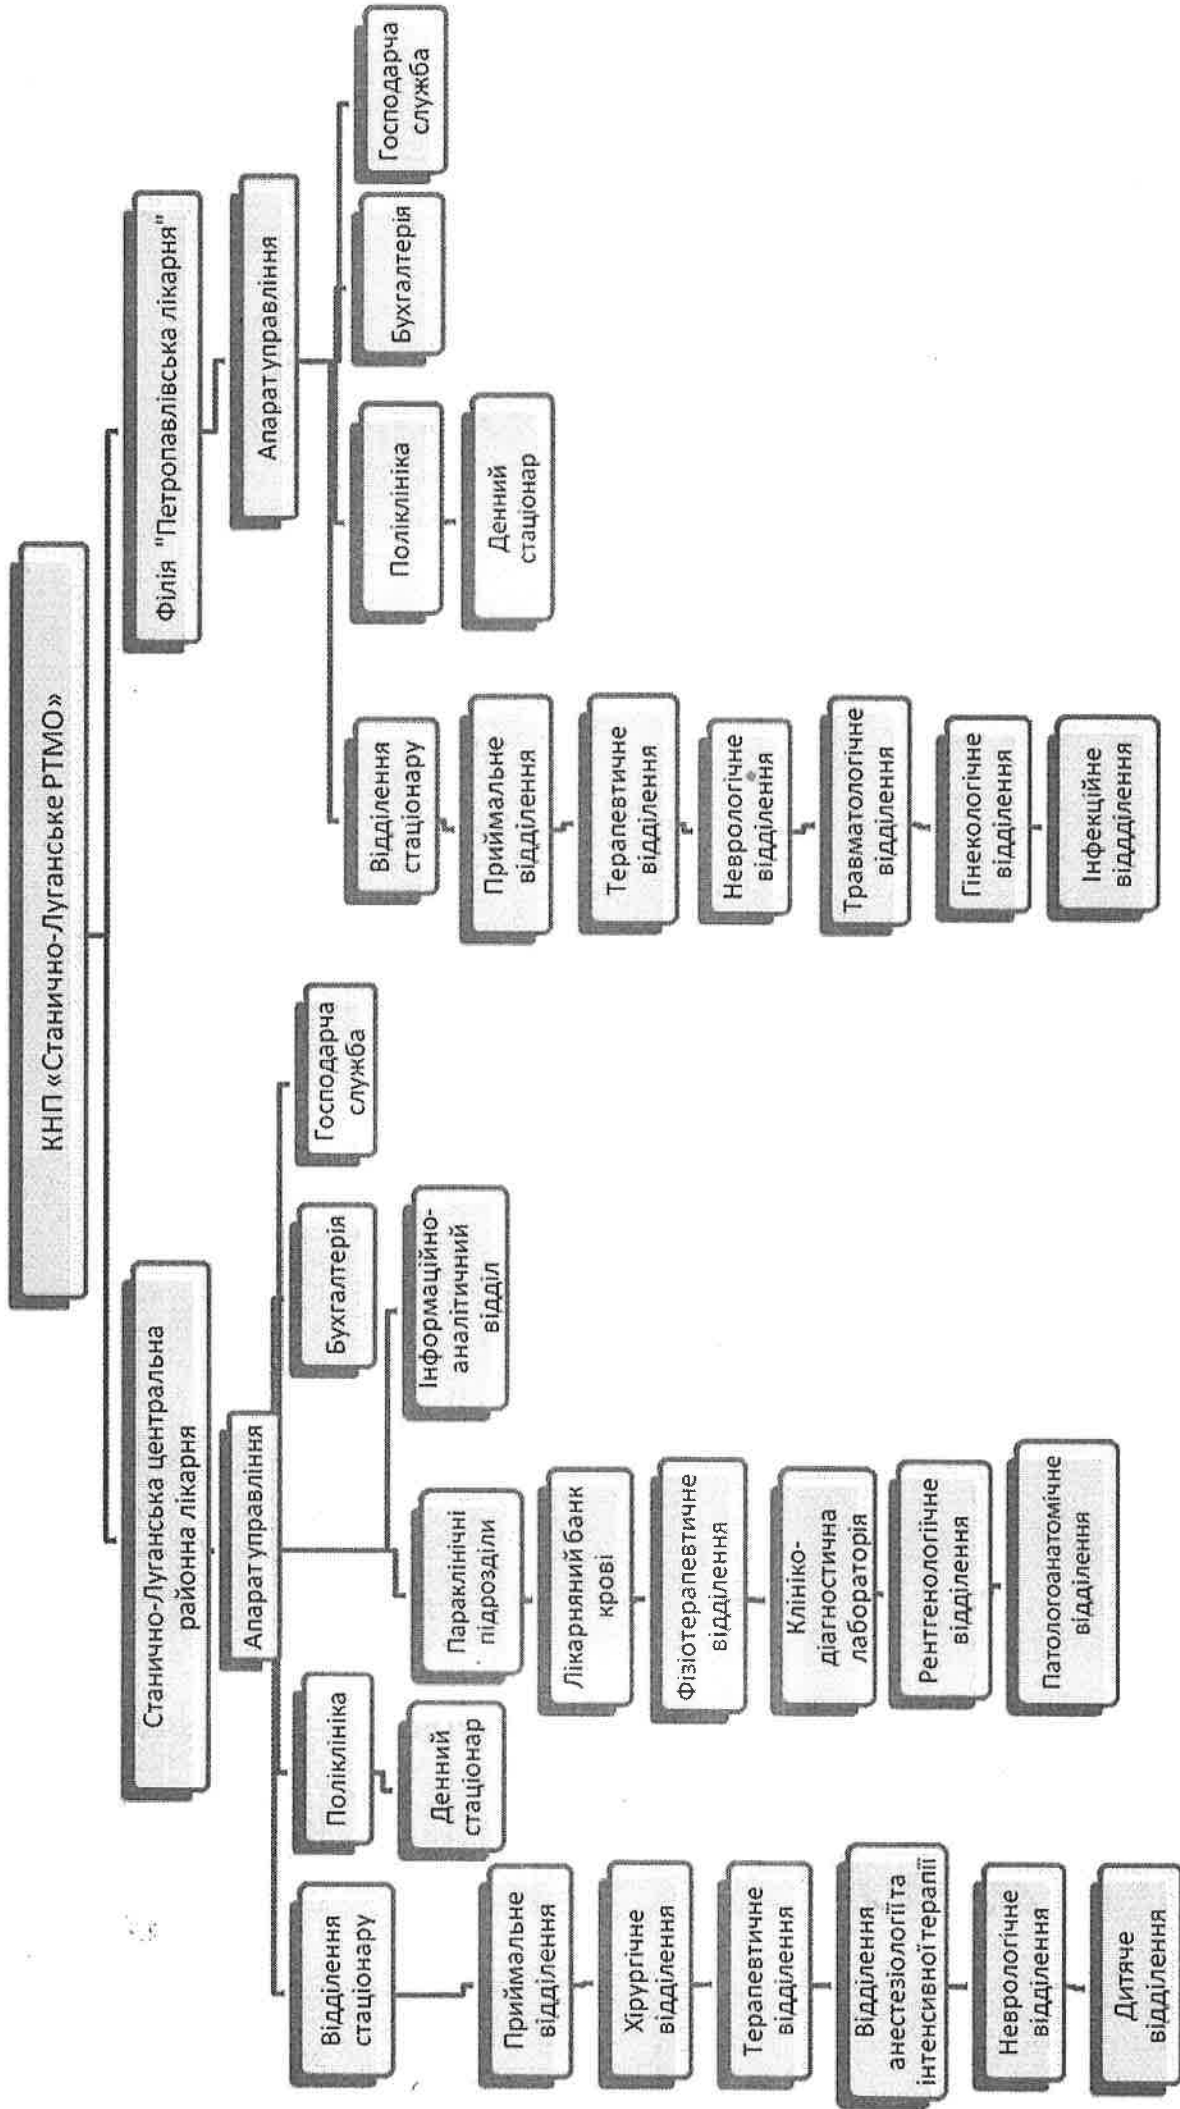 КНП «Станично-Луганське РТМО»
Станично-Луганська центральна
районна лікарня
Апарат управління
Відділення
стаціонару
Поліклініка
Бухгалтерія
Господарча
служба
Денний
стаціонар
Параклінічні
підрозділи
Інформаційно-
аналітичний
відділ
Приймальне
відділення
Хірургічне
відділення
Терапевтичне
відділення
Відділення
анестезіології та
інтенсивної терапії
Неврологічне
відділення
Дитяче
відділення
Лікарняний банк
крові
Фізіотерапевтичне
відділення
Клініко-
діагностична
лабораторія
Рентгенологіїчне
відділення
Патологоанатомічне
відділення
Філія "Петропавлівська лікарня"
Апарат управління
Відділення
стаціонару
Поліклініка
Бухгалтерія
Господарча
служба
Денний
стаціонар
Приймальне
відділення
Терапевтичне
відділення
Неврологічне
відділення
Травматологічне
відділення
Гінекологічне
відділення
Інфекційне
віддділення